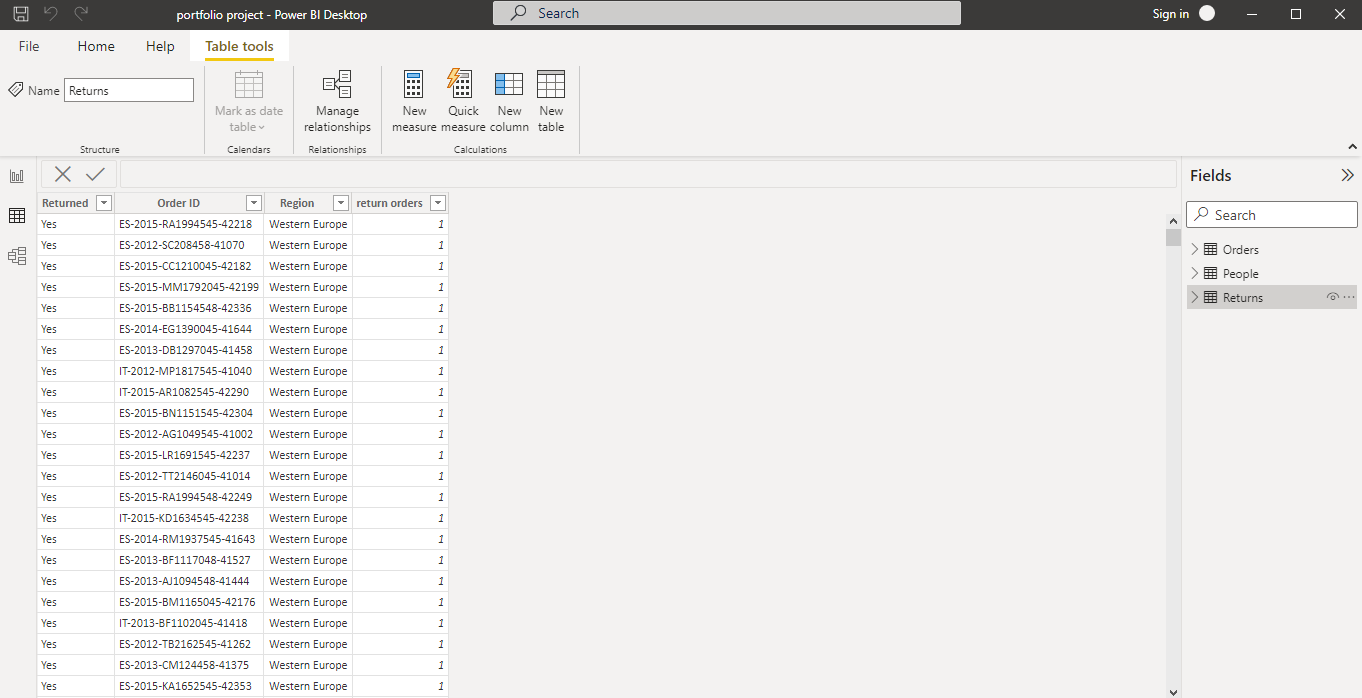 portfolio project - Power BI Desktop
Search
Sign in
File Home Help Table tools
Name Returns
Mark as date table
Manage relationships
New measure
Quick measure
New column
New table
Structure Calendars Relationships Calculations
Fields
Search
Orders
People
Returns
Returned Order ID Region return orders
Yes ES-2015-RA1994545-42218 Western Europe 1
Yes ES-2012-SC208458-41070 Western Europe 1
Yes ES-2015-CC1210045-42182 Western Europe 1
Yes ES-2015-MM1792045-42199 Western Europe 1
Yes ES-2015-BB1154548-42336 Western Europe 1
Yes ES-2014-EG1390045-41644 Western Europe 1
Yes ES-2013-DB1297045-41458 Western Europe 1
Yes IT-2012-MP1817545-41040 Western Europe 1
Yes IT-2015-AR1082545-42290 Western Europe 1
Yes ES-2015-BN1151545-42304 Western Europe 1
Yes ES-2012-AG1049545-41002 Western Europe 1
Yes ES-2015-LR1691545-42237 Western Europe 1
Yes ES-2012-TT2146045-41014 Western Europe 1
Yes ES-2015-RA1994548-42249 Western Europe 1
Yes IT-2015-KD1634545-42238 Western Europe 1
Yes ES-2014-RM1937545-41643 Western Europe 1
Yes ES-2013-BF1117048-41527 Western Europe 1
Yes ES-2013-AJ1094548-41444 Western Europe 1
Yes ES-2015-BM1165045-42176 Western Europe 1
Yes IT-2013-BF1102045-41418 Western Europe 1
Yes ES-2012-TB2162545-41262 Western Europe 1
Yes ES-2013-CM124458-41375 Western Europe 1
Yes ES-2015-KA1652545-42353 Western Europe 1